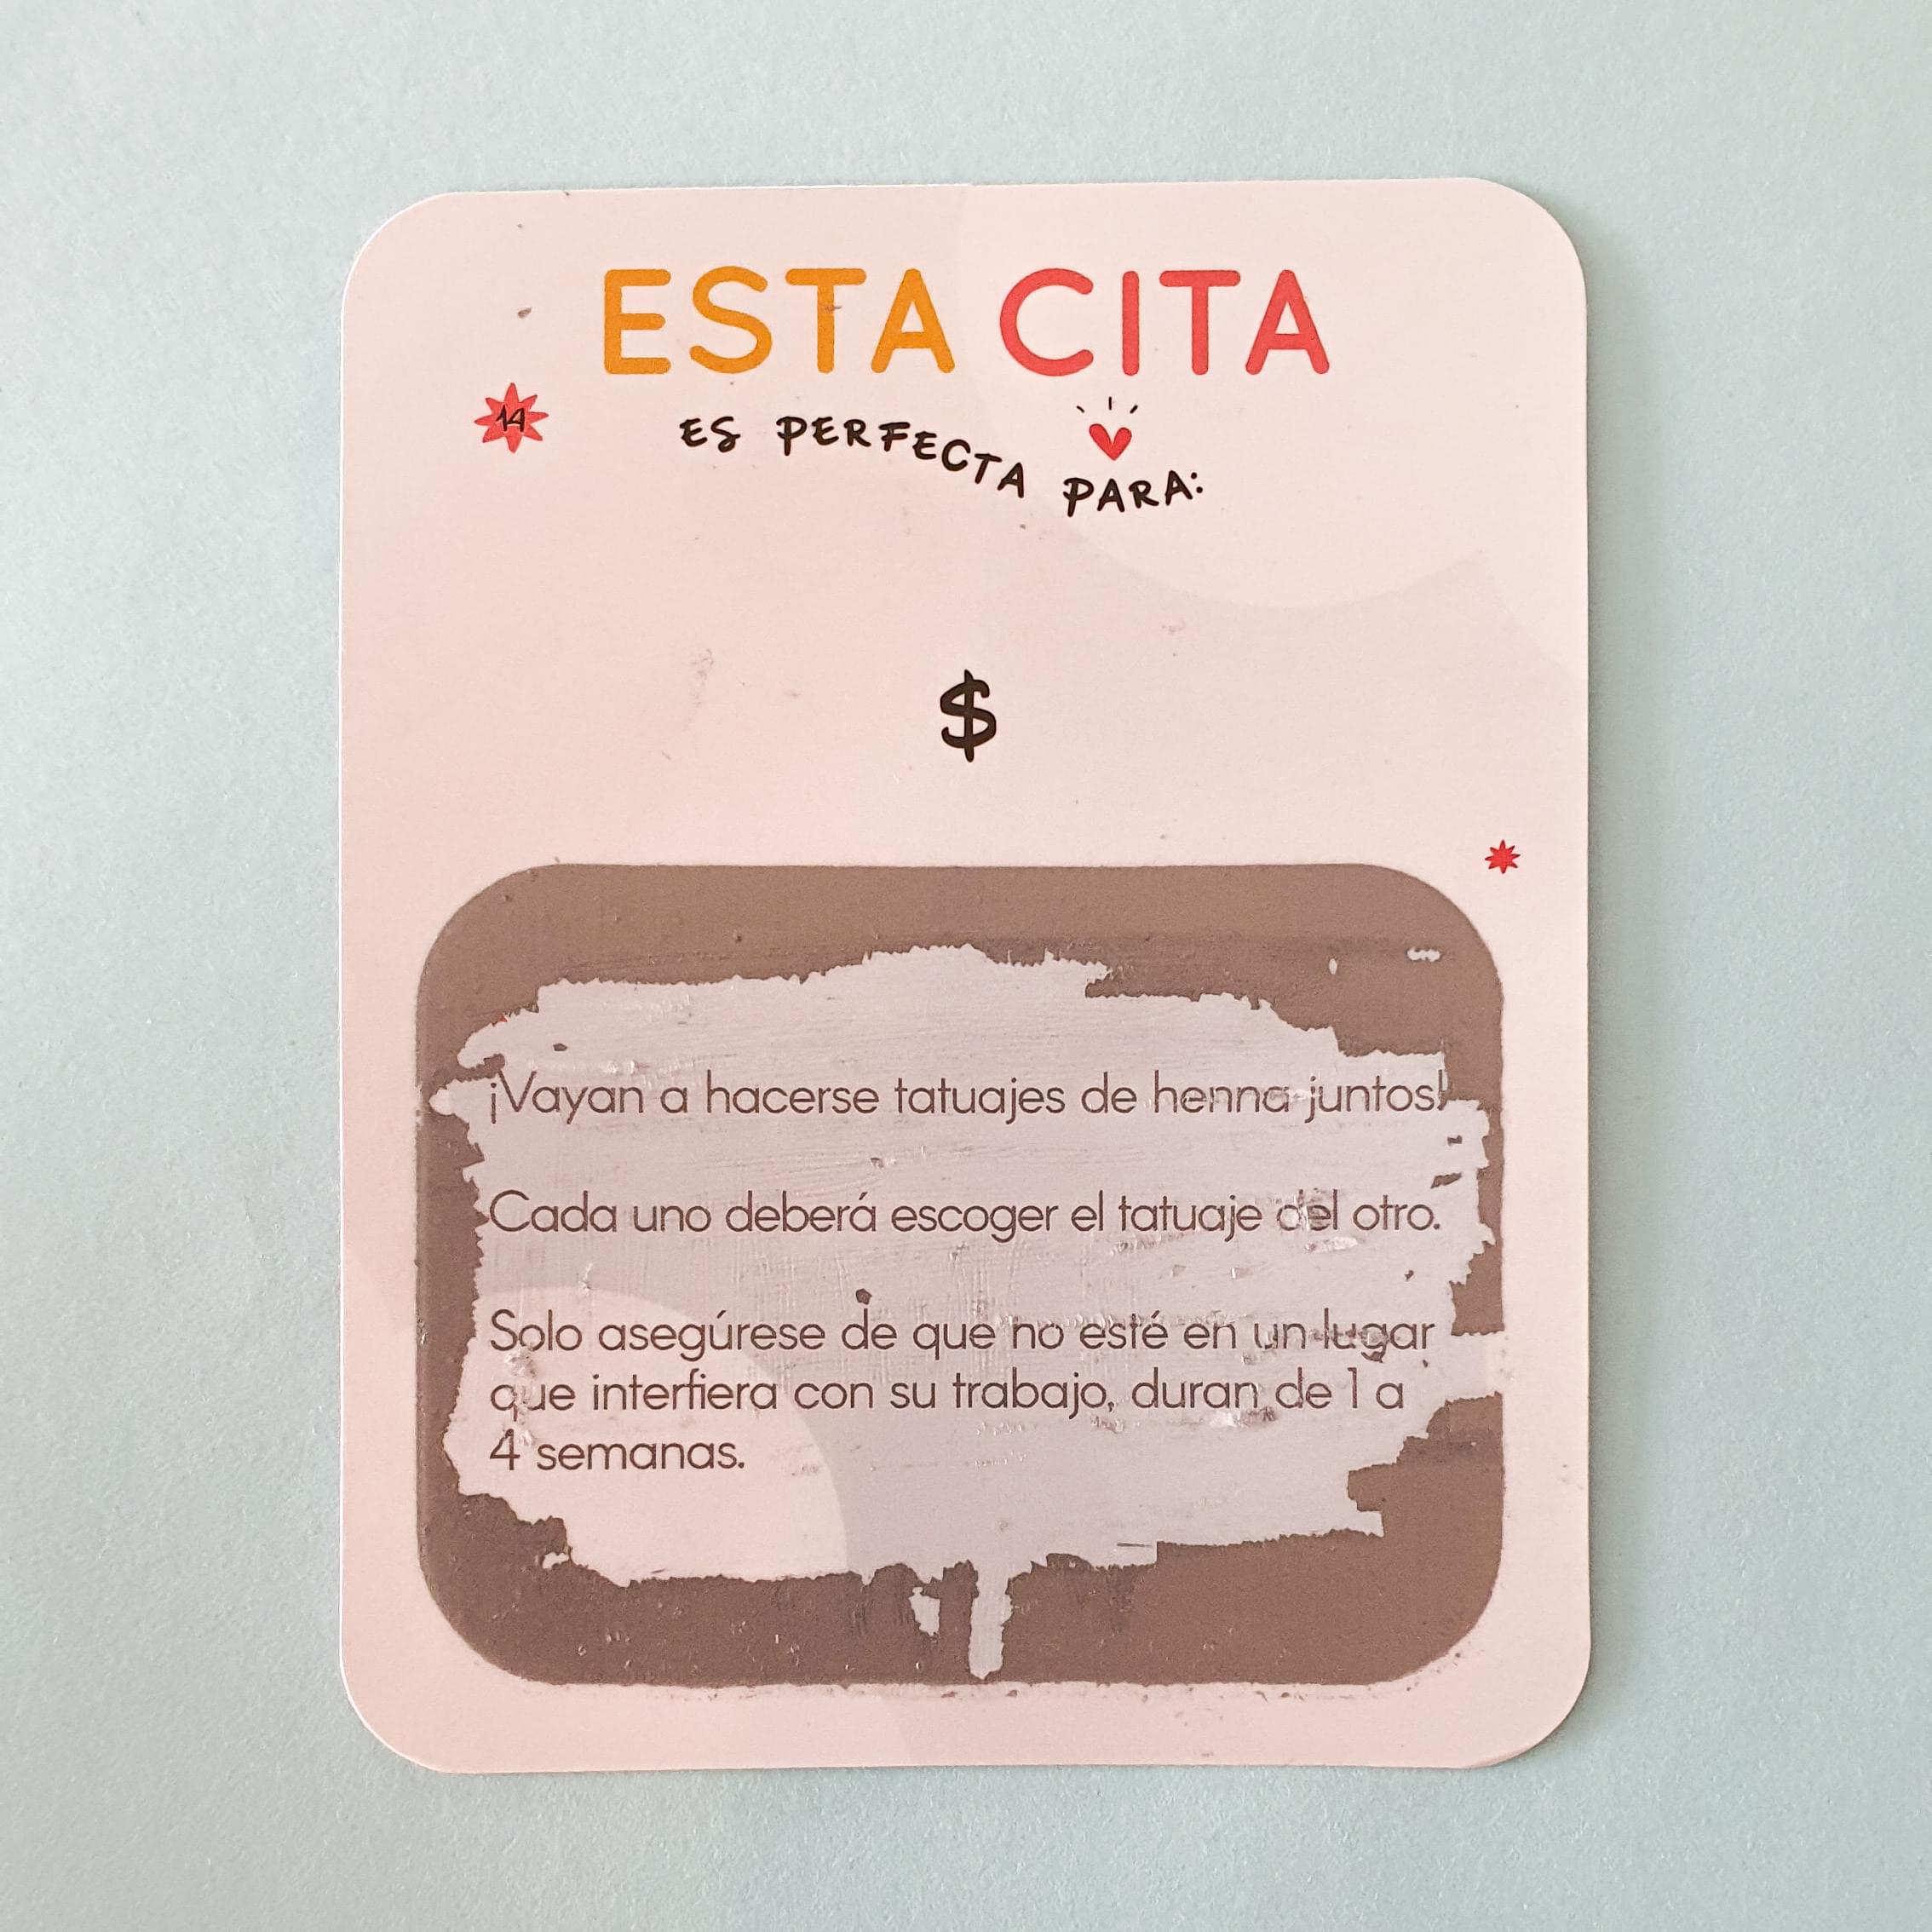 ESTA CITA
14
ES PERFECTA PARA:
$
¡Vayan a hacerse tatuajes de henna juntos!
Cada uno deberá escoger el tatuaje del otro.
Solo asegúrese de que no esté en un lugar
que interfiera con su trabajo, duran de 1 a
4 semanas.